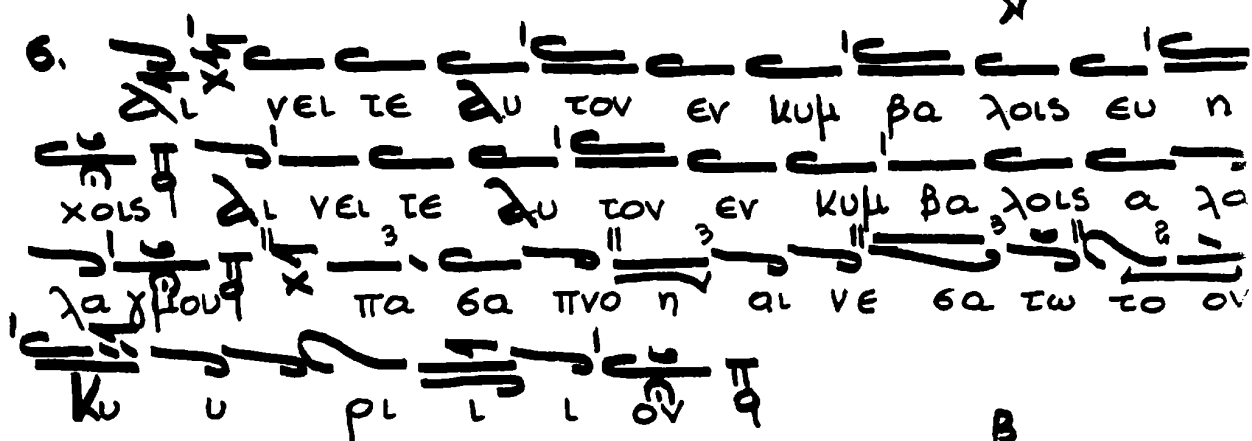 6.
αι νει τε αυ τον εν κυμ βα λοις ευ η
χοις αι νει τε αυ τον εν κυμ βα λοις α λα
λα γμου πα σα πνο η αι νε σα τω το ον
Κυ υ ρι ι ι ον